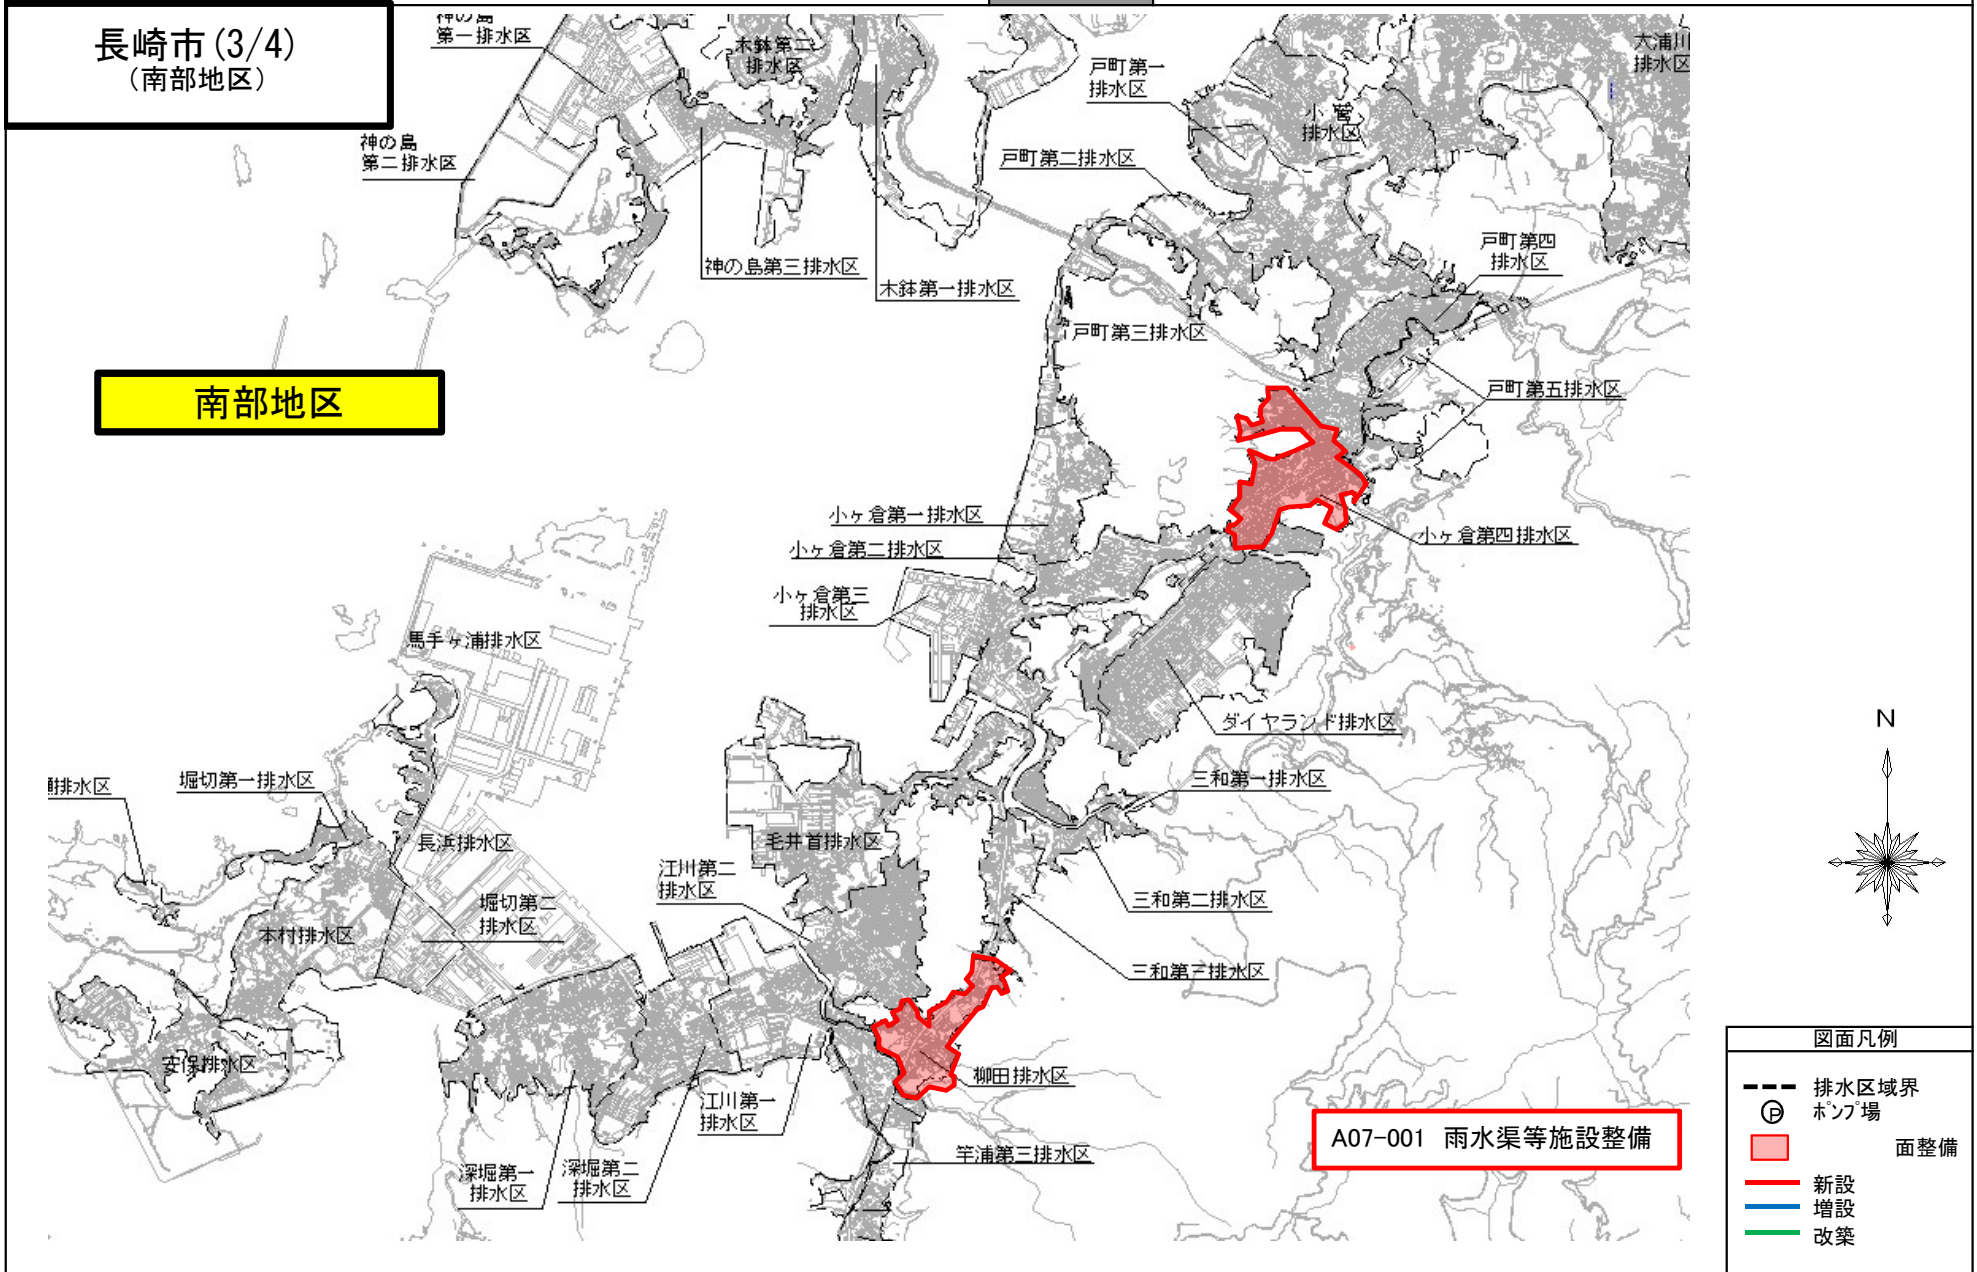 長崎市(3/4)
(南部地区)
神の島
第一排水区
木鉢第二
排水区
大浦川
排水区
戸町第一
排水区
小菅
排水区
神の島
第二排水区
戸町第二排水区
戸町第四
排水区
神の島第三排水区
木鉢第一排水区
戸町第三排水区
南部地区
戸町第五排水区
小ヶ倉第一排水区
小ヶ倉第四排水区
小ヶ倉第二排水区
小ヶ倉第三
排水区
馬手ヶ浦排水区
ダイヤランド排水区
N
堀切第一排水区
排水区
三和第一排水区
長浜排水区
毛井首排水区
江川第二
排水区
堀切第二
排水区
三和第二排水区
本村排水区
三和第三排水区
安保排水区
柳田排水区
江川第一
排水区
竿浦第三排水区
深堀第一
排水区
深堀第二
排水区
A07-001 雨水渠等施設整備
図面凡例
排水区域界
P ポンプ場
面整備
新設
増設
改築